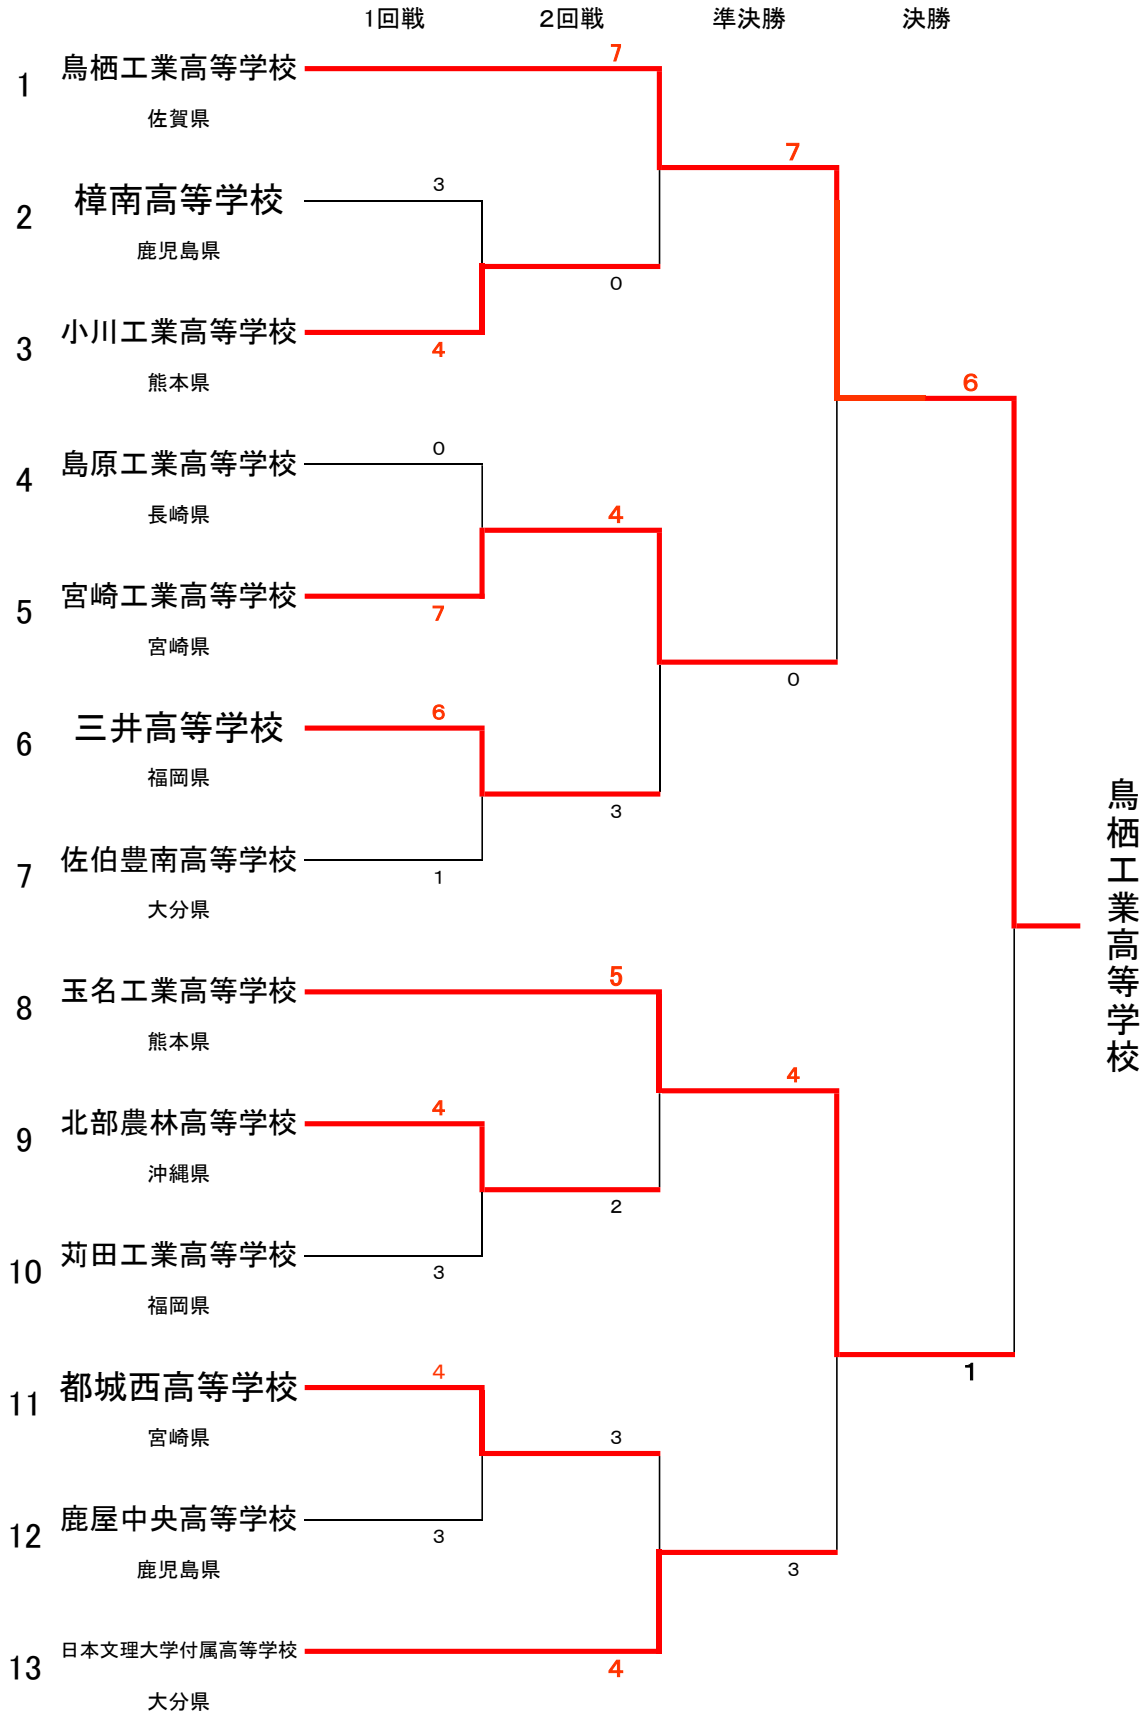 1回戦 2回戦 準決勝 決勝
7
1 鳥栖工業高等学校
佐賀県
7
3
2 樟南高等学校
鹿児島県
0
3 小川工業高等学校
4
熊本県
6
0
4 島原工業高等学校
長崎県
4
5 宮崎工業高等学校
7
宮崎県
0
6
6 三井高等学校
福岡県
3
7 佐伯豊南高等学校
1
大分県
鳥栖工業高等学校
5
8 玉名工業高等学校
熊本県
4
4
9 北部農林高等学校
沖縄県
2
10 苅田工業高等学校
3
福岡県
1
4
11 都城西高等学校
宮崎県
3
12 鹿屋中央高等学校
3
鹿児島県
3
13 日本文理大学付属高等学校
4
大分県